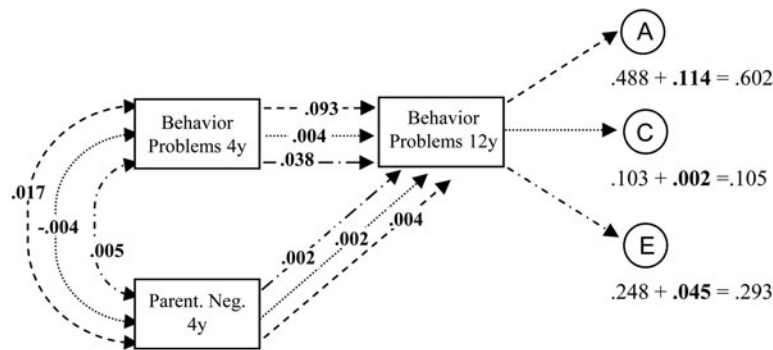 A
.488 + .114 = .602
Behavior
Problems 4y
.093
.004
.038
Behavior
Problems 12y
C
.103 + .002 = .105
.017
-.004
.005
.002
.002
.004
E
.248 + .045 = .293
Parent. Neg.
4y